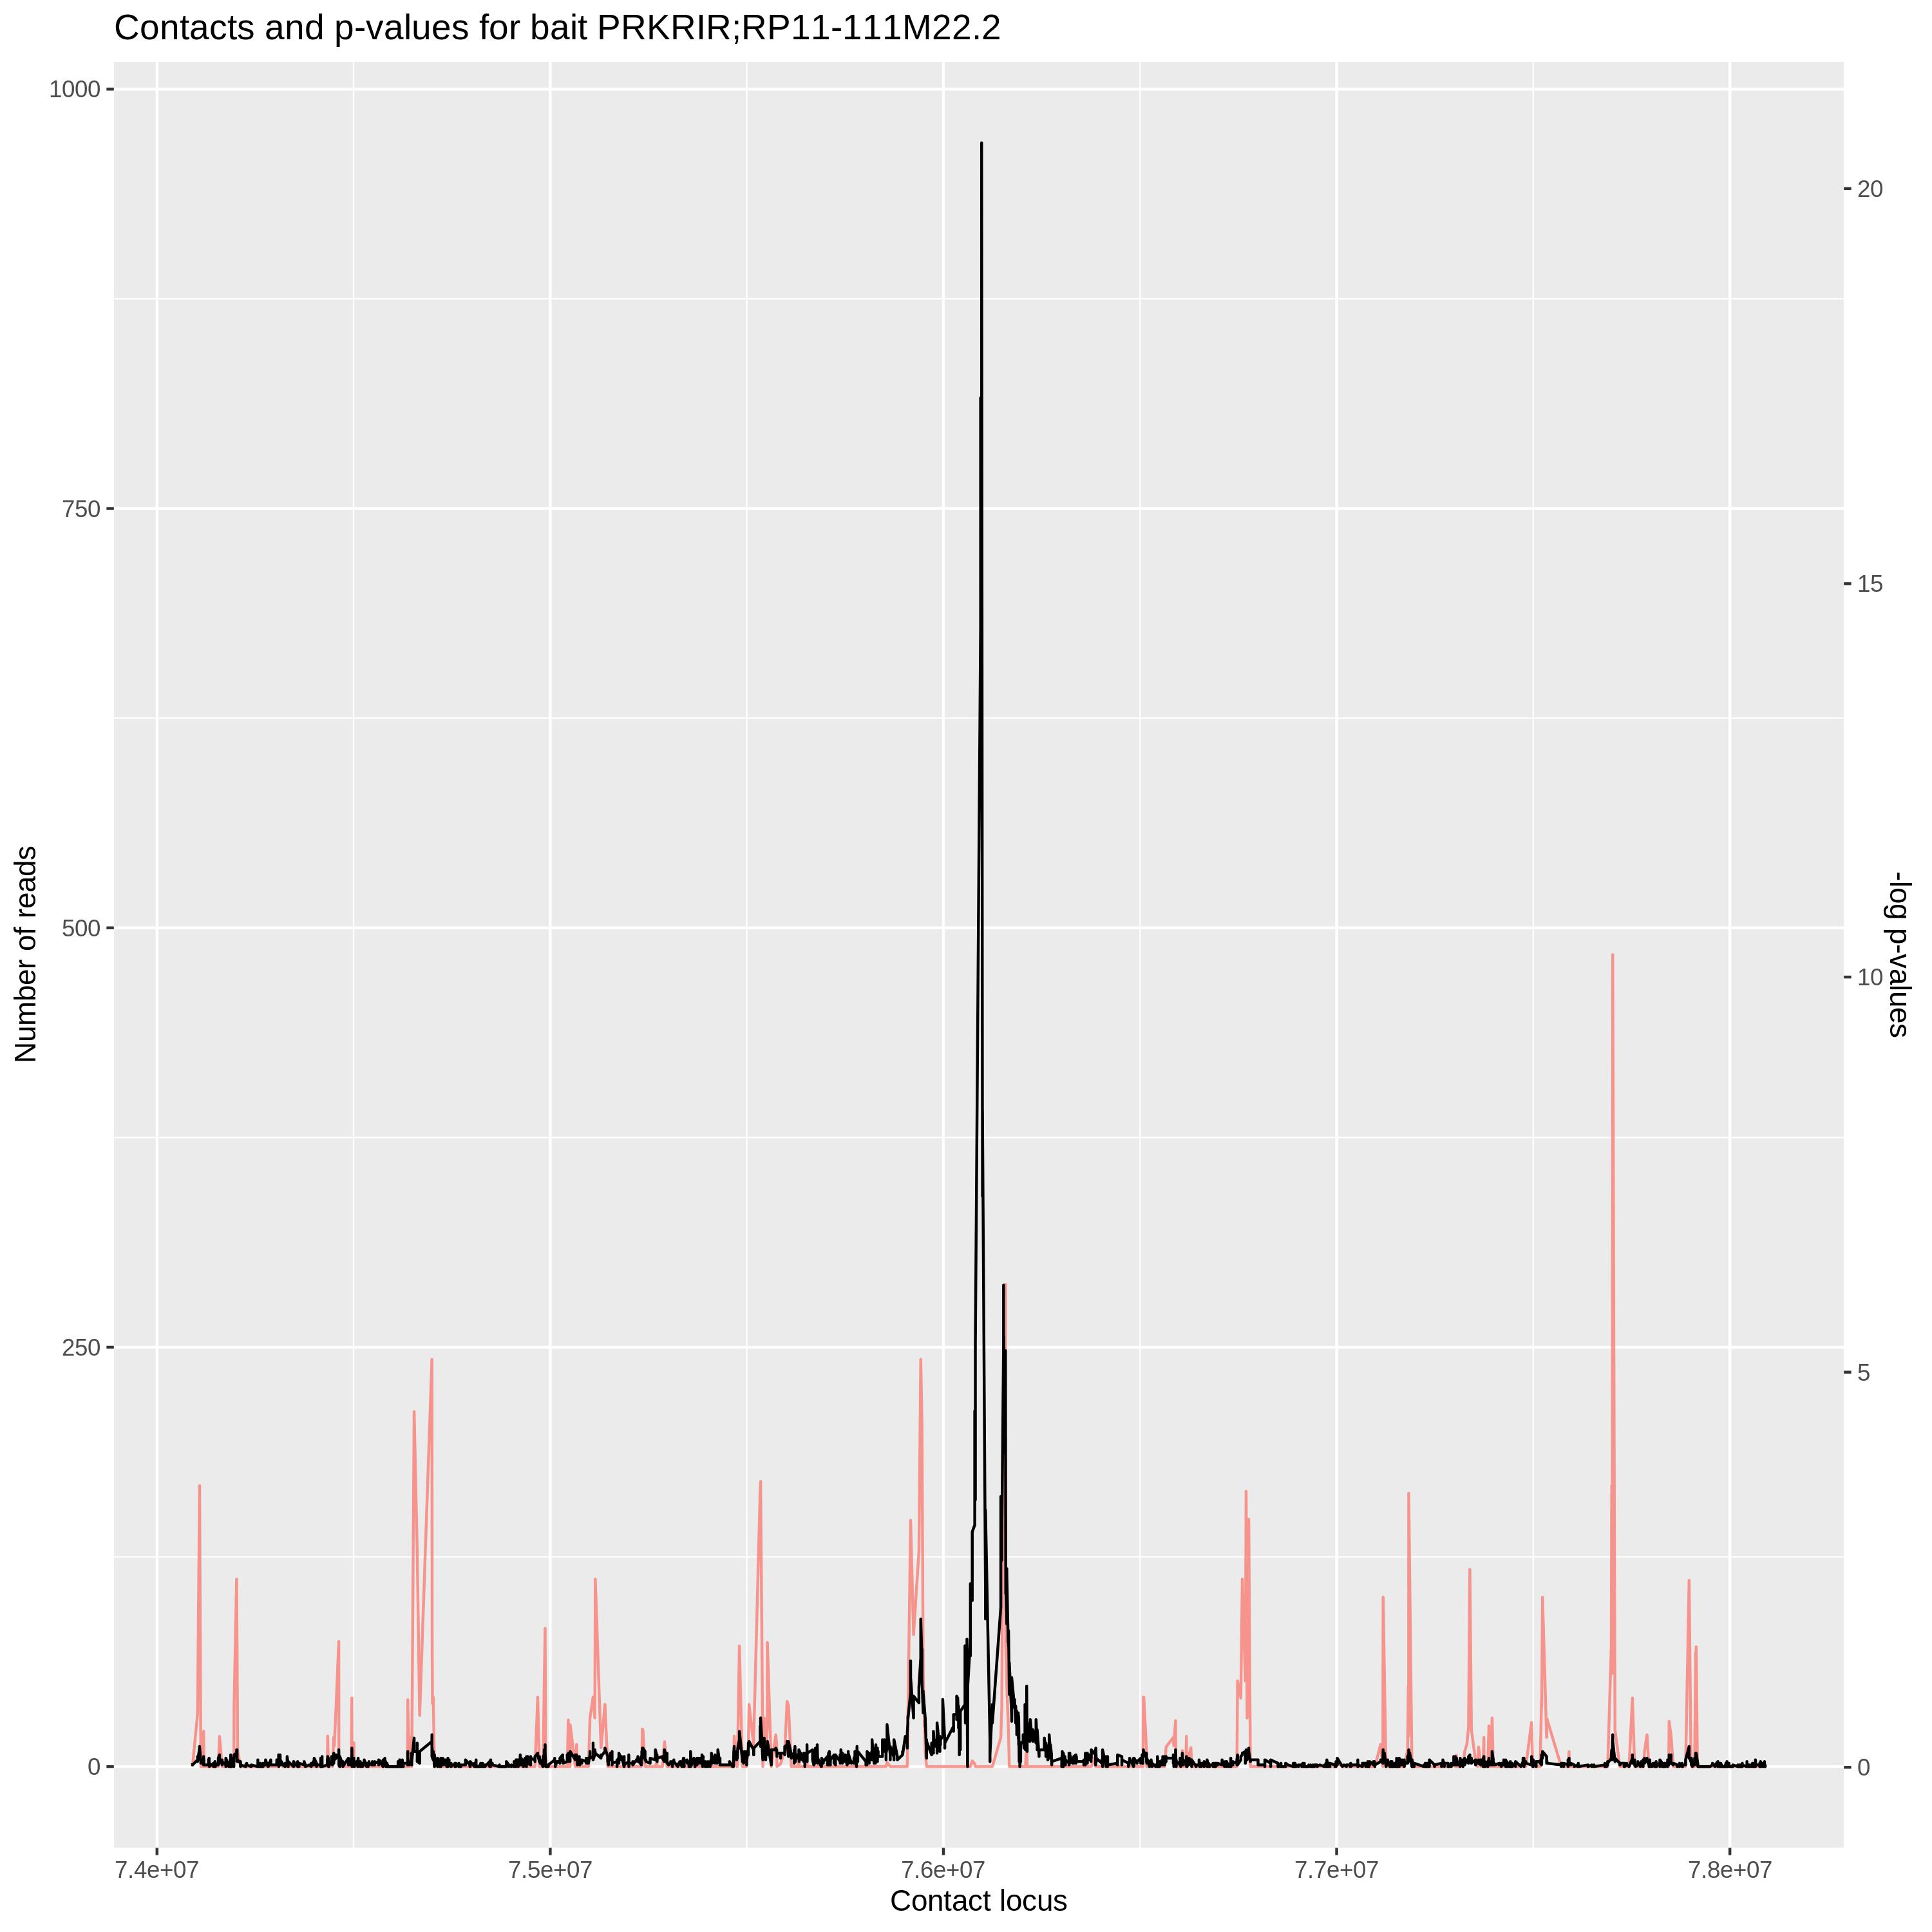 Contacts and p-values for bait PRKRIR;RP11-111M22.2
1000
750
500
250
0
Number of reads
20
15
10
5
0
-log p-values
7.4e+07
7.5e+07
7.6e+07
7.7e+07
7.8e+07
Contact locus